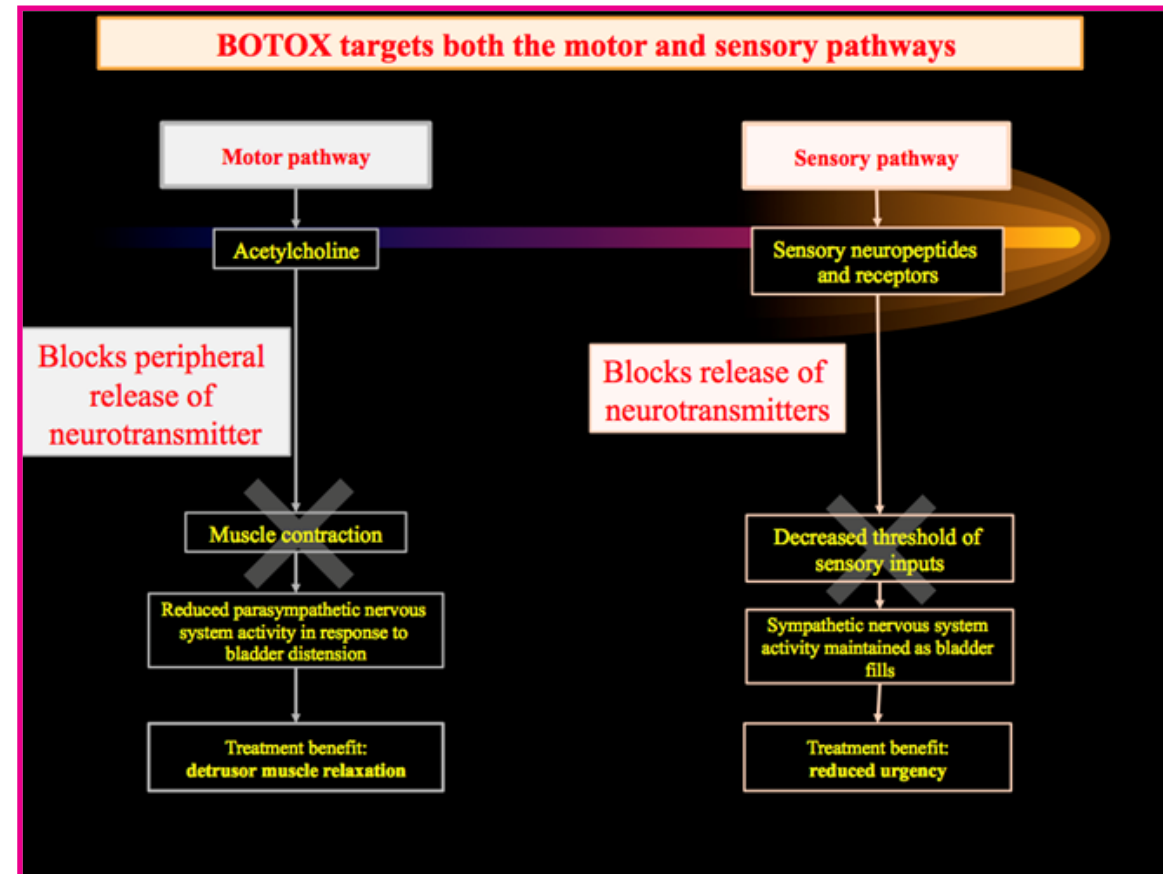 BOTOX targets both the motor and sensory pathways
Motor pathway
Acetylcholine
Blocks peripheral
release of
neurotransmitter
Muscle contraction
Reduced parasympathetic nervous
system activity in response to
bladder distension
Treatment benefit:
detrusor muscle relaxation
Sensory pathway
Sensory neuropeptides
and receptors
Blocks release of
neurotransmitters
Decreased threshold of
sensory inputs
Sympathetic nervous system
activity maintained as bladder
fills
Treatment benefit:
reduced urgency